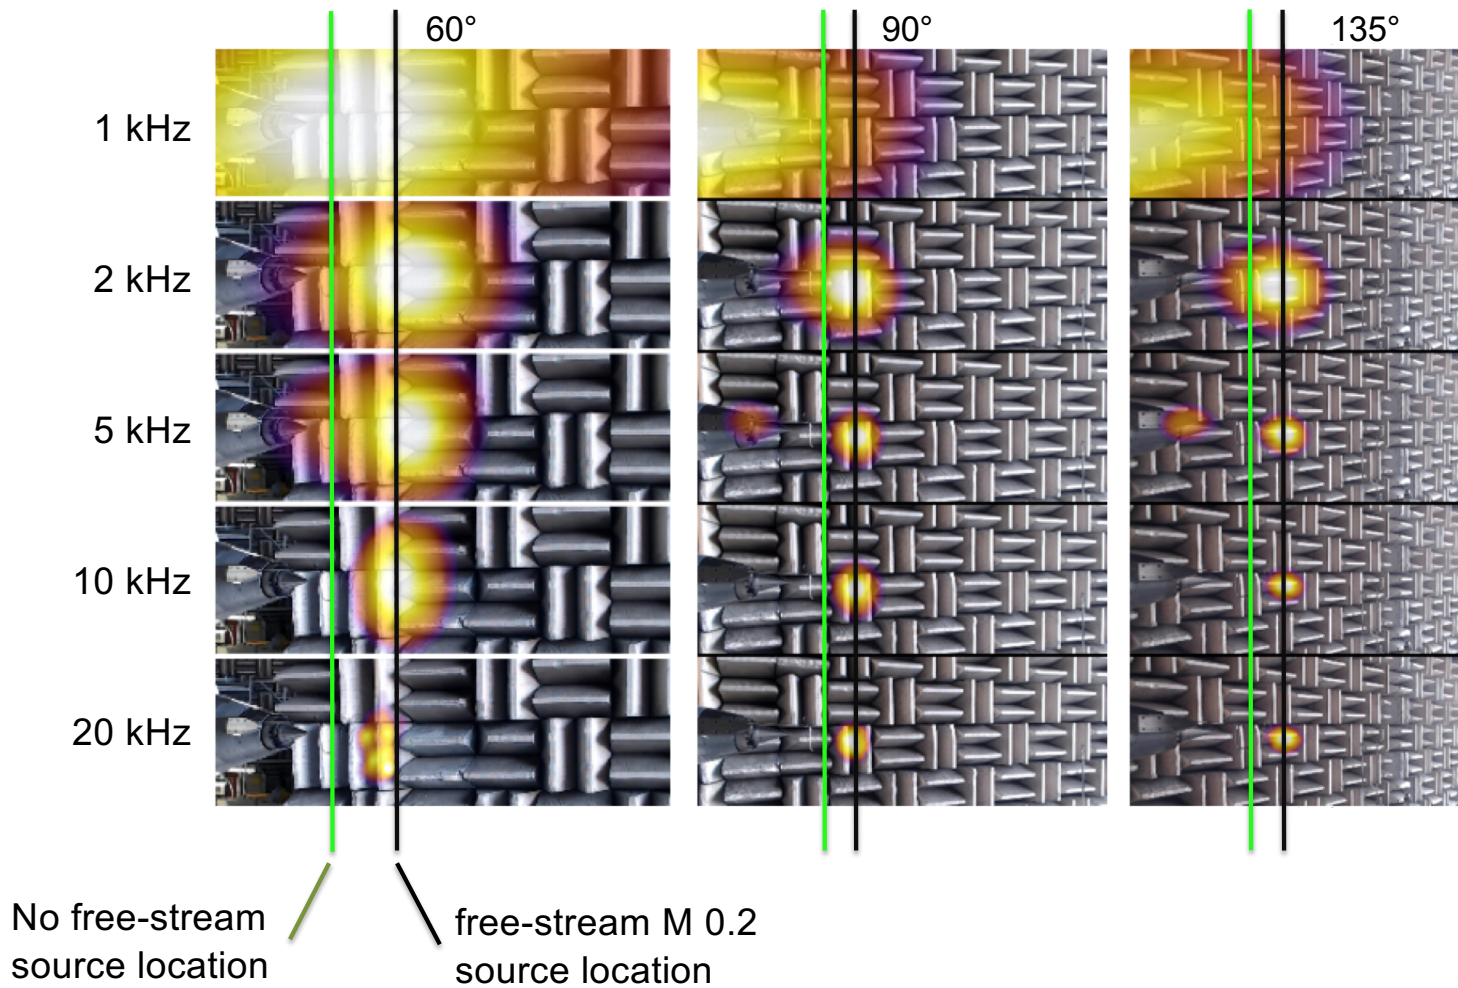 60°
90°
135°
1 kHz
2 kHz
5 kHz
10 kHz
20 kHz
No free-stream
source location
free-stream M 0.2
source location